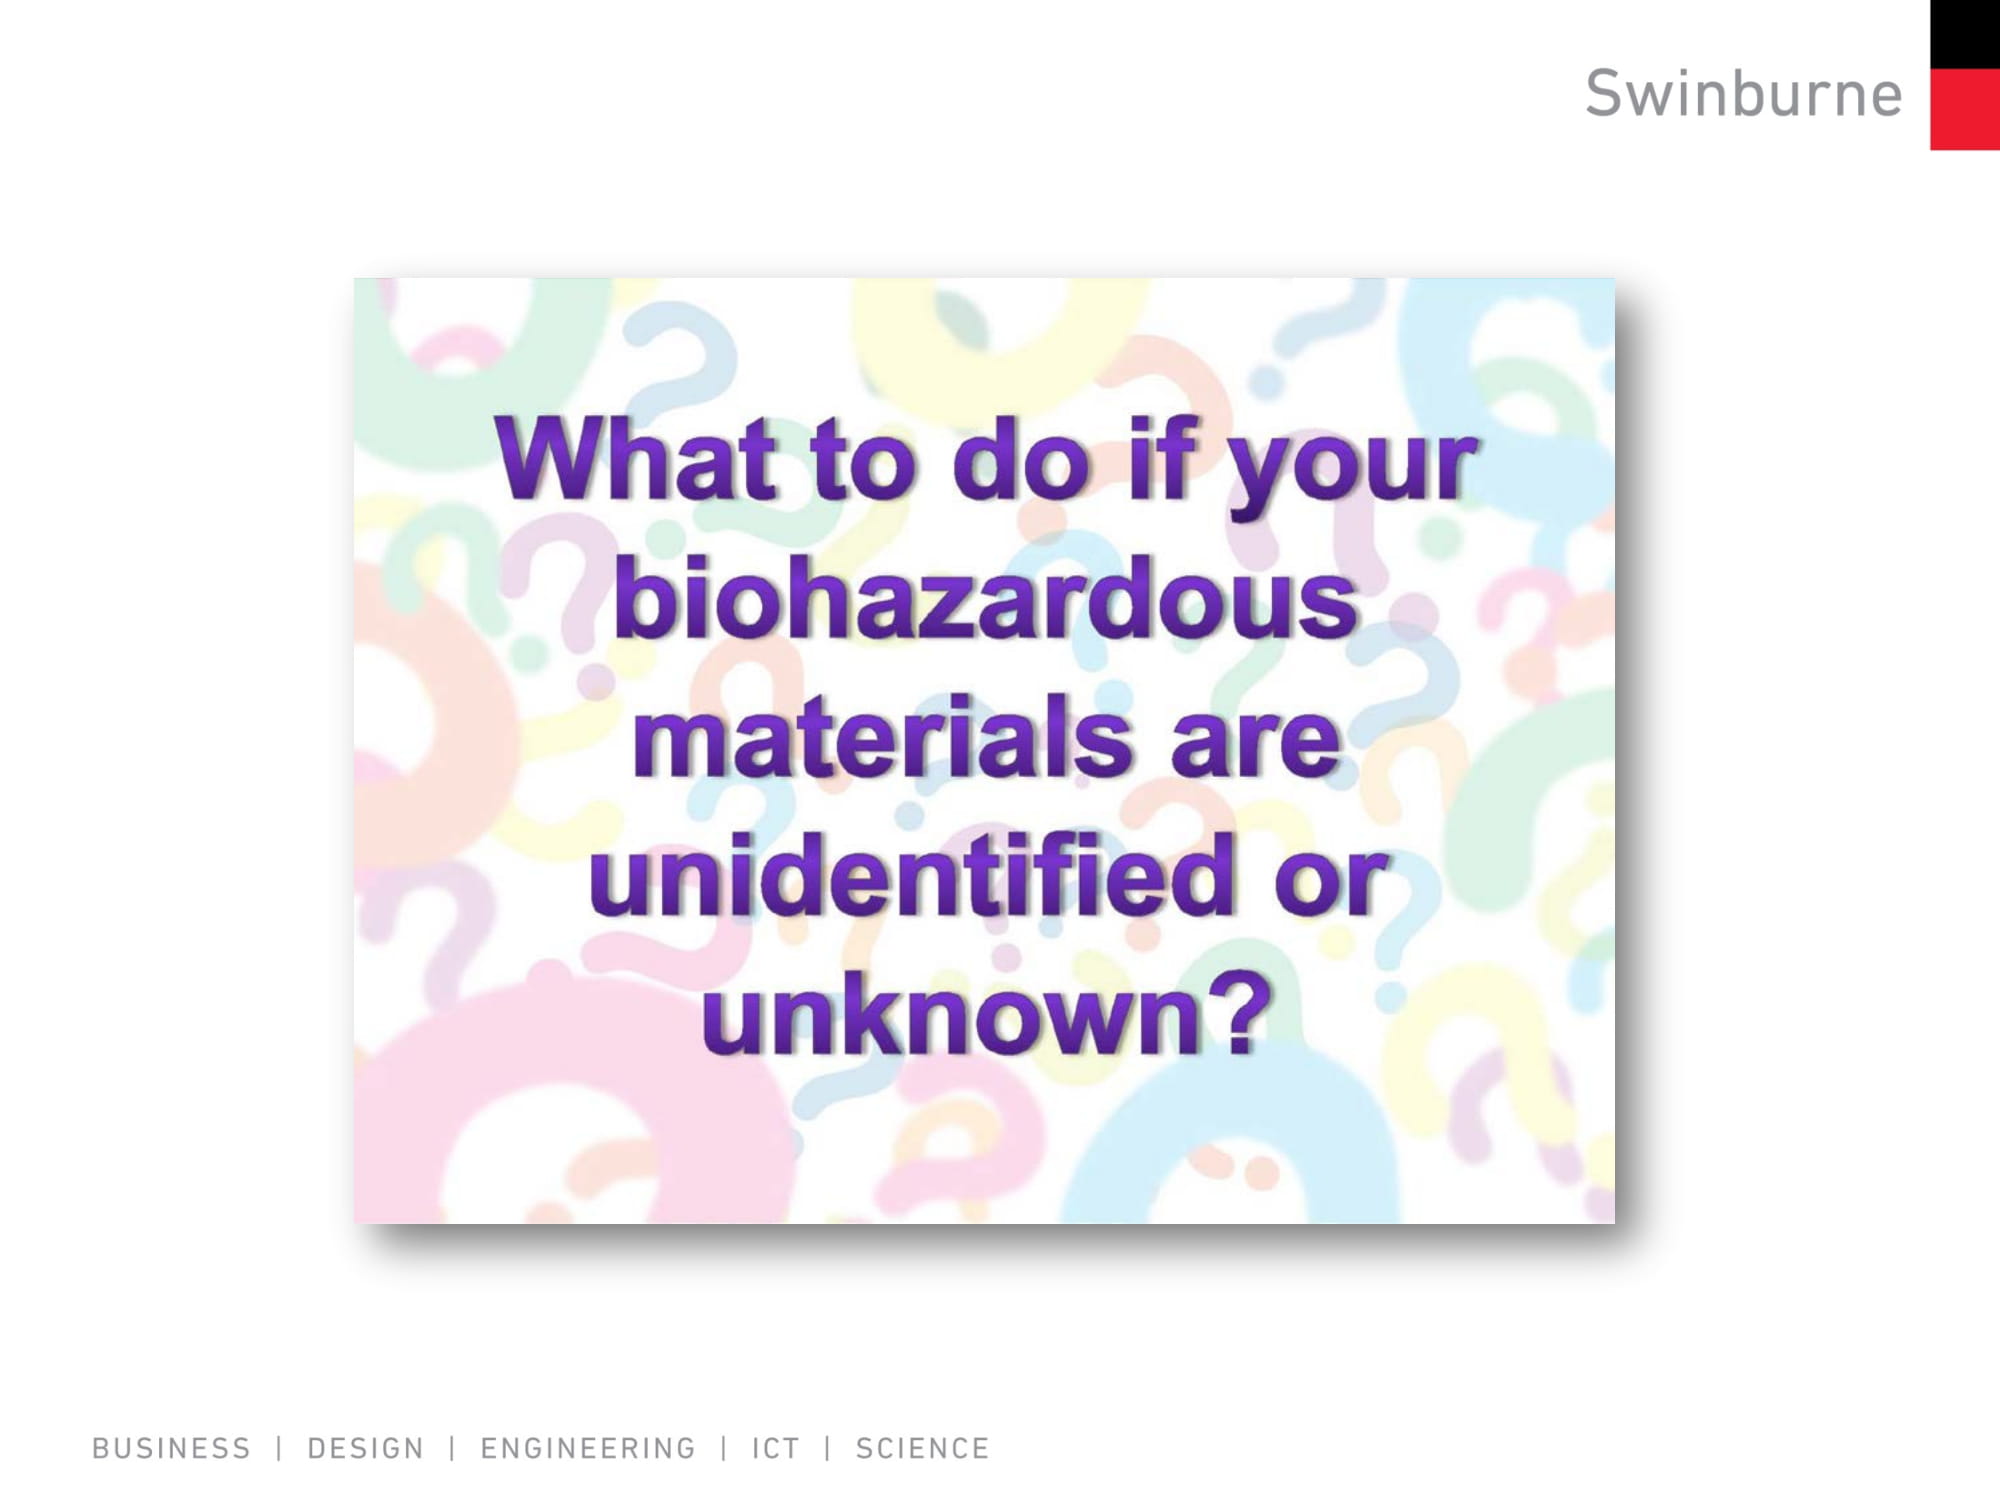 Swinburne
What to do if your
biohazardous
materials are
unidentified or
unknown?
BUSINESS | DESIGN | ENGINEERING | ICT | SCIENCE